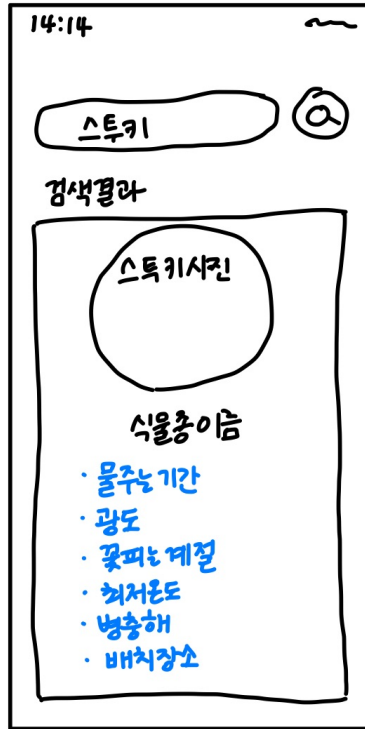 14:14
스투키
검색결과
스툭키사진
식물종이름
· 물주는기간
· 광도
· 꽃피는계절
· 최저온도
· 병충해
· 배치장소